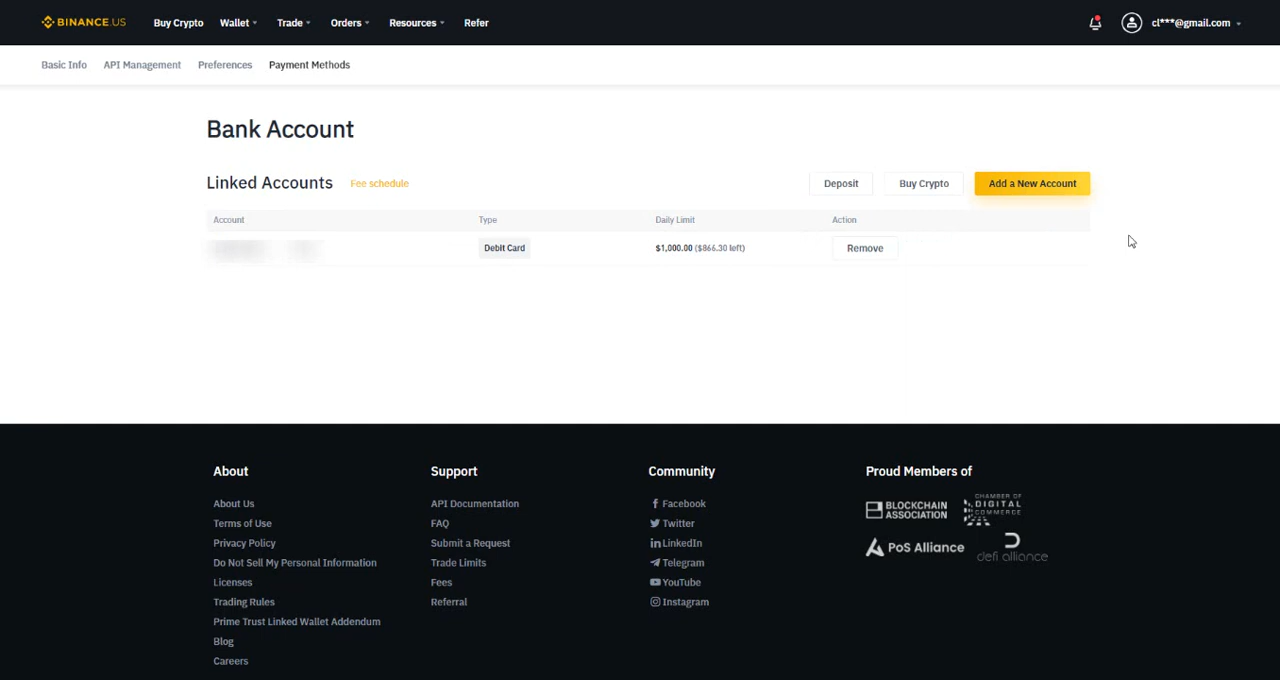 BINANCE.US Buy Crypto Wallet Trade Orders Resources Refer cl***@gmail.com
Basic Info API Management Preferences Payment Methods
Bank Account
Linked Accounts Fee schedule Deposit Buy Crypto Add a New Account
Account Type Daily Limit Action
Debit Card $1,000.00 ($866.30 left) Remove
About Support Community Proud Members of
About Us API Documentation Facebook BLOCKCHAIN ASSOCIATION CHAMBER OF DIGITAL COMMERCE
Terms of Use FAQ Twitter
Privacy Policy Submit a Request LinkedIn PoS Alliance defi alliance
Do Not Sell My Personal Information Trade Limits Telegram
Licenses Fees YouTube
Trading Rules Referral Instagram
Prime Trust Linked Wallet Addendum
Blog
Careers